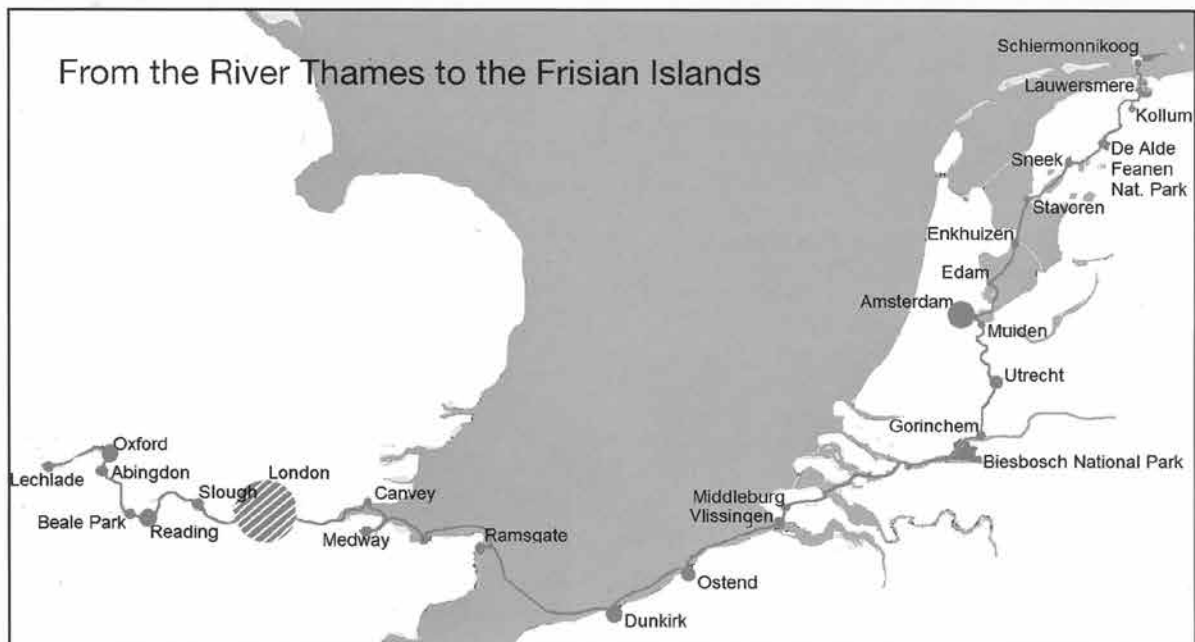 From the River Thames to the Frisian Islands
Schiermonnikoog
Lauwersmere
Kollum
De Alde
Feanen
Nat. Park
Sneek
Stavoren
Enkhuizen
Edam
Amsterdam
Muiden
Utrecht
Gorinchem
Biesbosch National Park
Middleburg
Vlissingen
Oxford
Lechlade
Abingdon
Slough
London
Canvey
Beale Park
Reading
Medway
Ramsgate
Ostend
Dunkirk